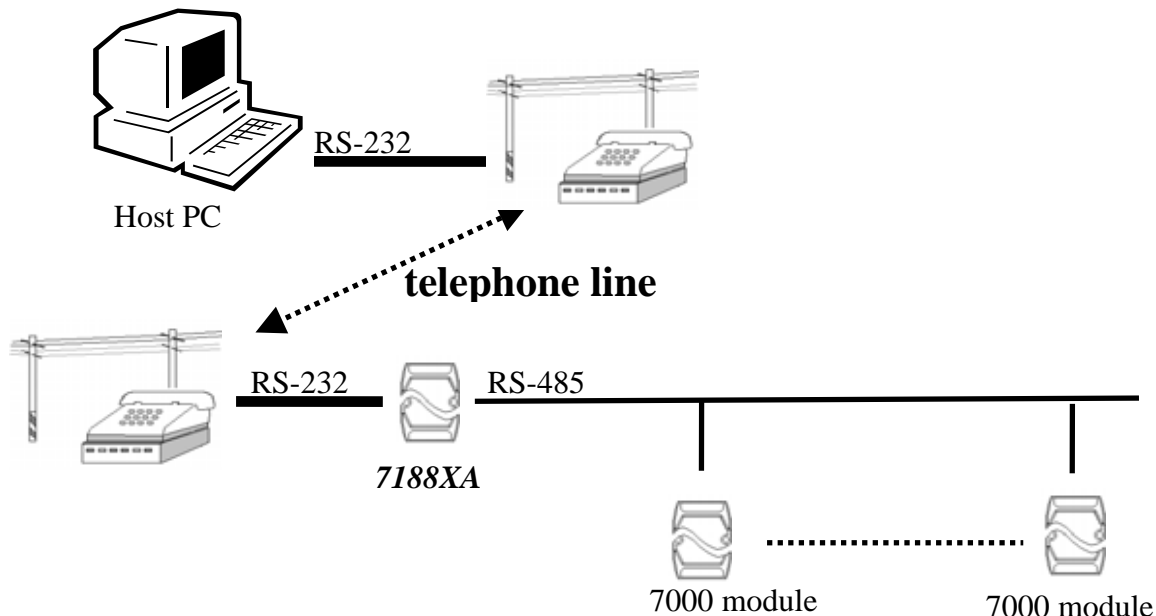 RS-232
Host PC
telephone line
RS-232
RS-485
7188XA
7000 module
7000 module